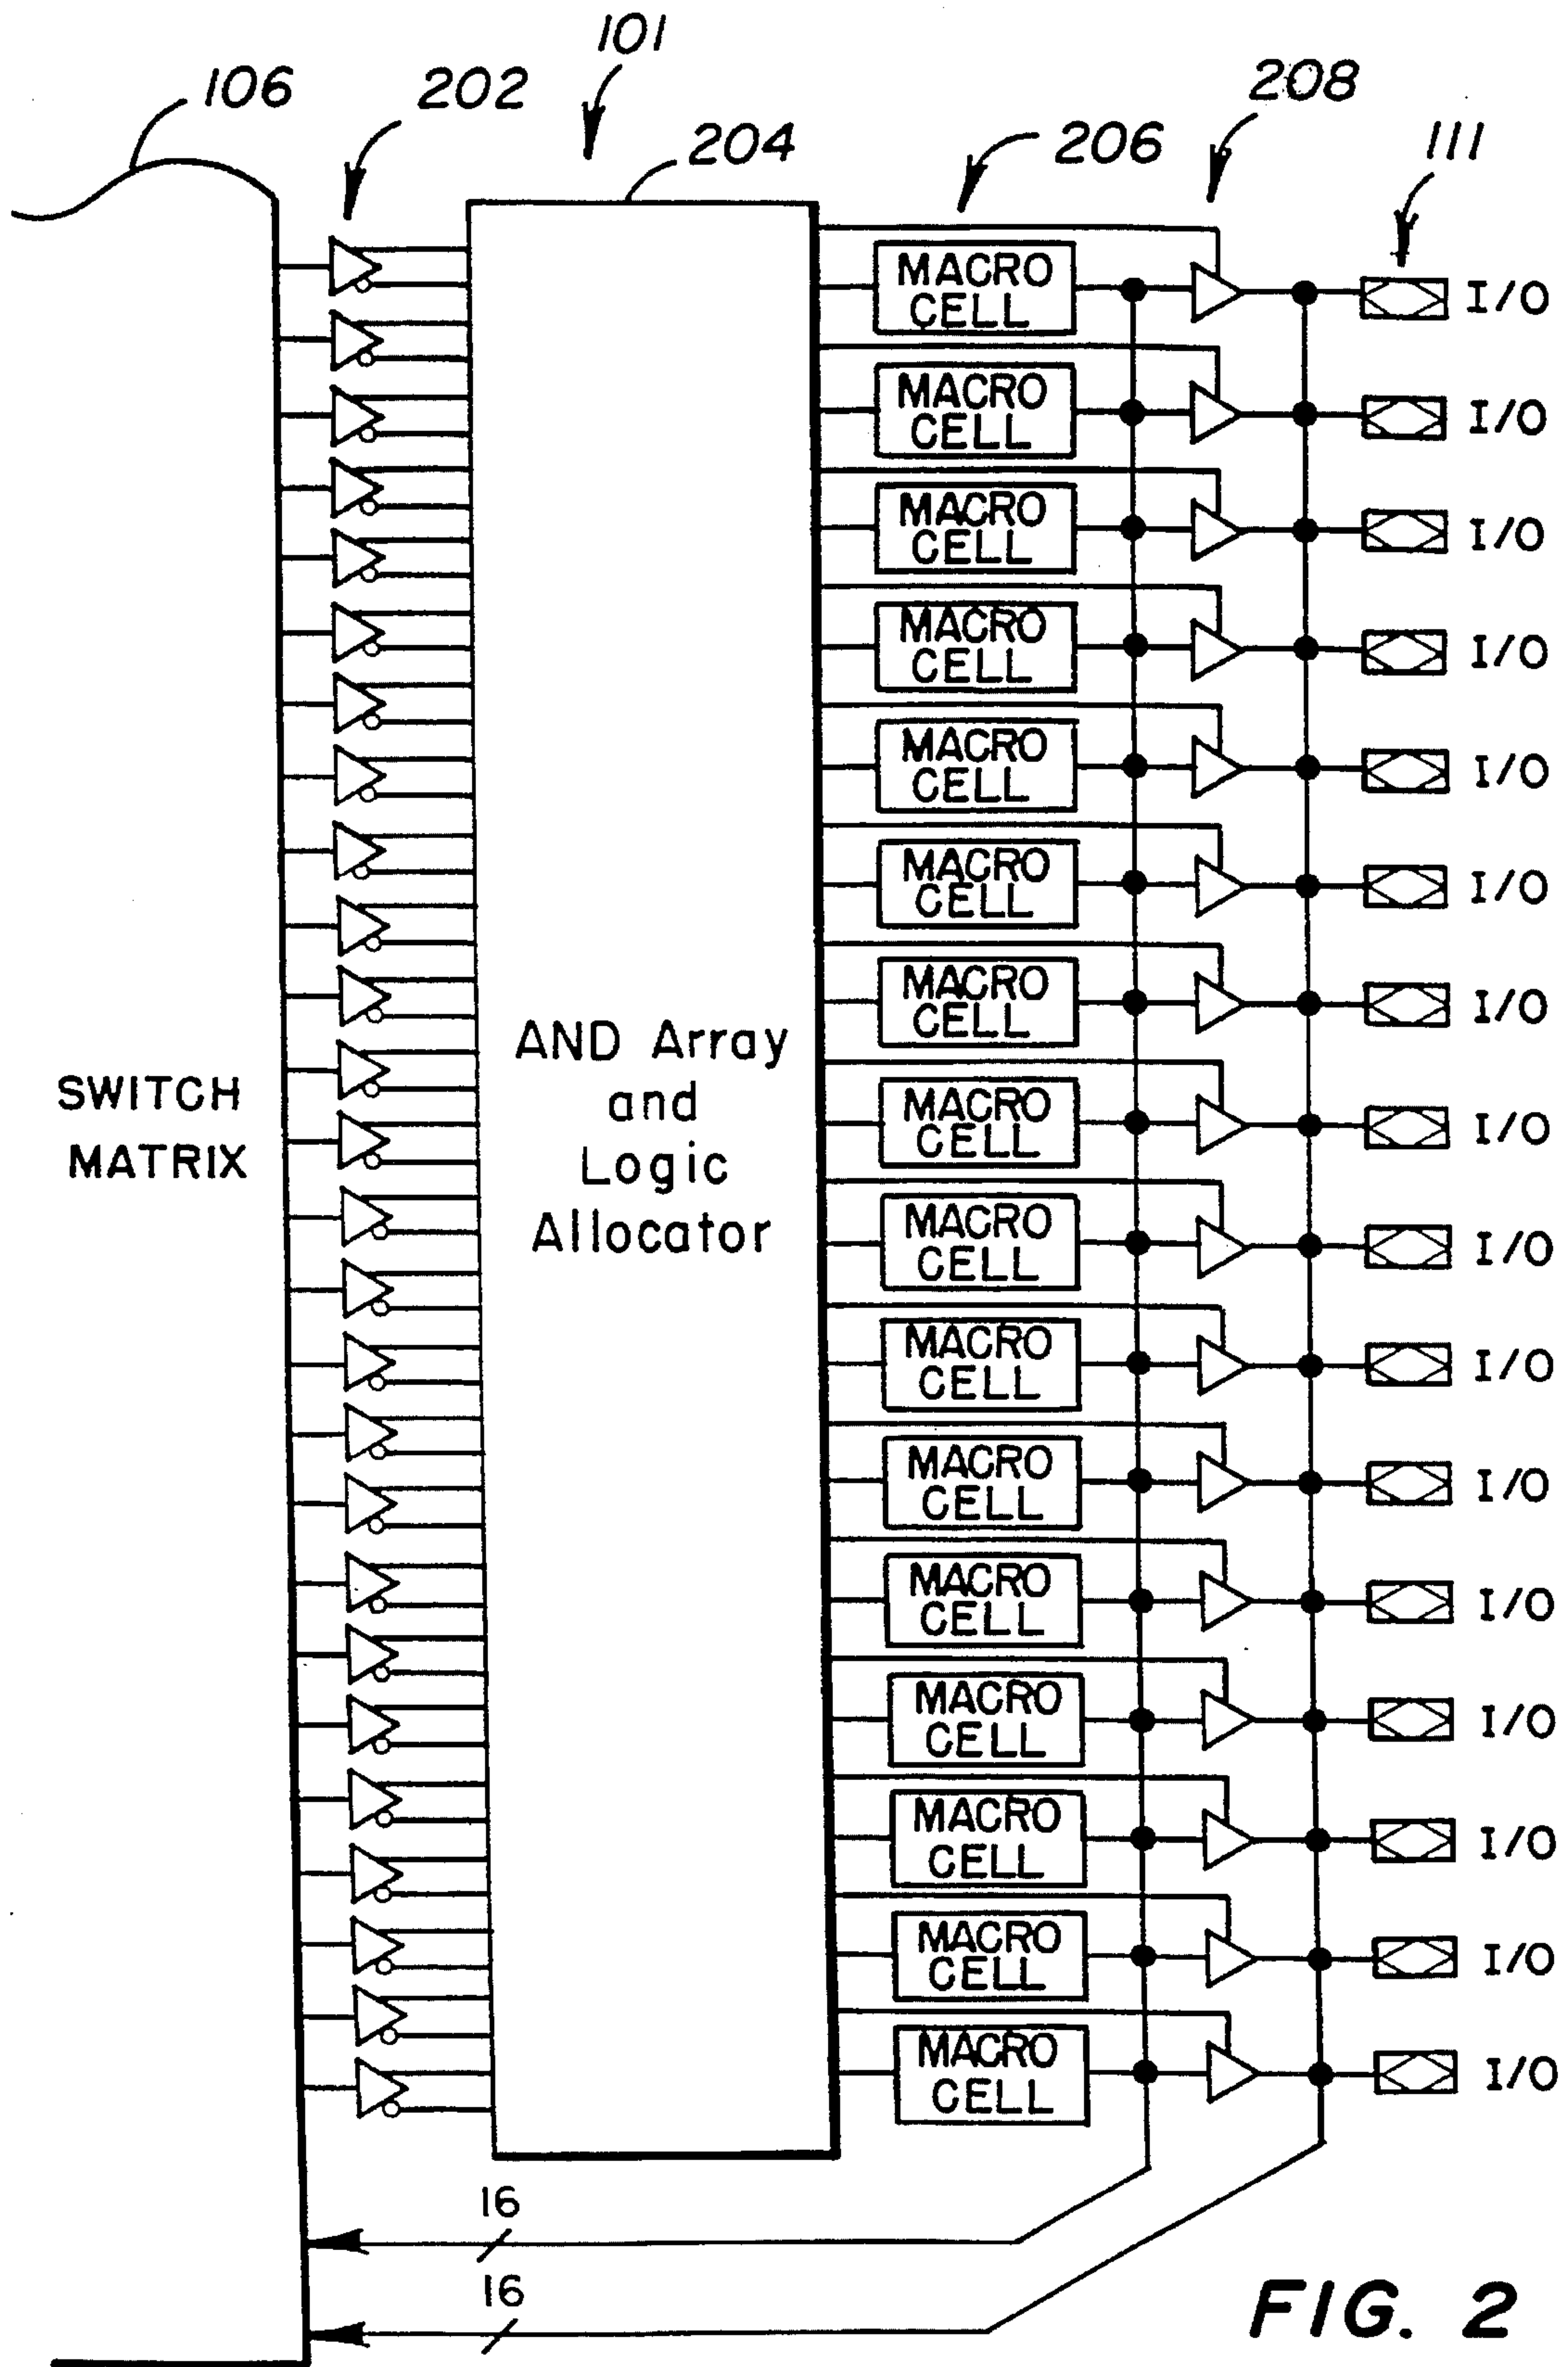 101
106
202
204
206
208
111
MACRO
CELL
I/O
MACRO
CELL
I/O
MACRO
CELL
I/O
MACRO
CELL
I/O
MACRO
CELL
I/O
MACRO
CELL
I/O
MACRO
CELL
I/O
MACRO
CELL
I/O
MACRO
CELL
I/O
MACRO
CELL
I/O
MACRO
CELL
I/O
MACRO
CELL
I/O
MACRO
CELL
I/O
MACRO
CELL
I/O
MACRO
CELL
I/O
MACRO
CELL
I/O
SWITCH
MATRIX
AND Array
and
Logic
Allocator
16
16
FIG. 2